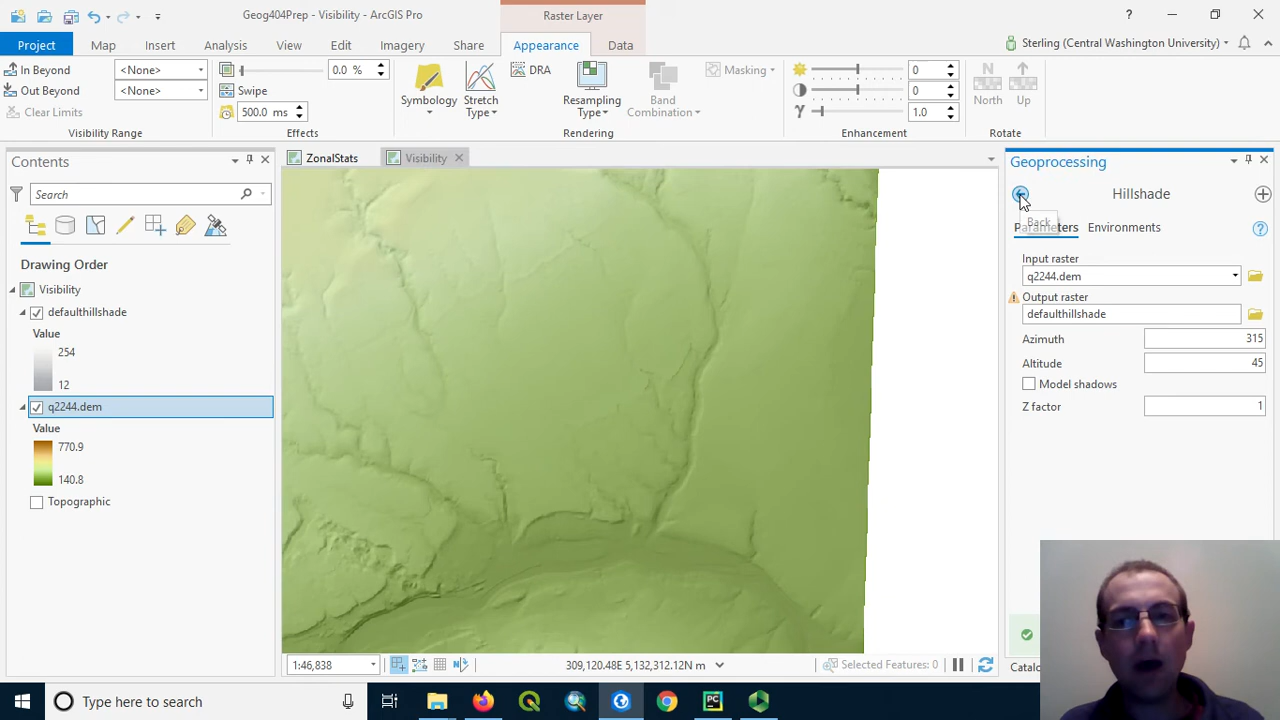 Geog404Prep - Visibility - ArcGIS Pro
Raster Layer
?
Project Map Insert Analysis View Edit Imagery Share Appearance Data
Sterling (Central Washington University)
In Beyond <None>
Out Beyond <None>
Clear Limits
Visibility Range
0.0 %
Swipe
500.0 ms
Effects
Symbology
Stretch Type
DRA
Resampling Type
Band Combination
Masking
Rendering
0
0
1.0
Enhancement
N
North
Up
Rotate
Contents
Search
Drawing Order
Visibility
defaulthillshade
Value
254
12
q2244.dem
Value
770.9
140.8
Topographic
ZonalStats Visibility
1:46,838
309,120.48E 5,132,312.12N m
Selected Features: 0
Geoprocessing
Hillshade
Back
Parameters Environments
Input raster
q2244.dem
Output raster
defaulthillshade
Azimuth 315
Altitude 45
Model shadows
Z factor 1
Catalo
Type here to search
PC